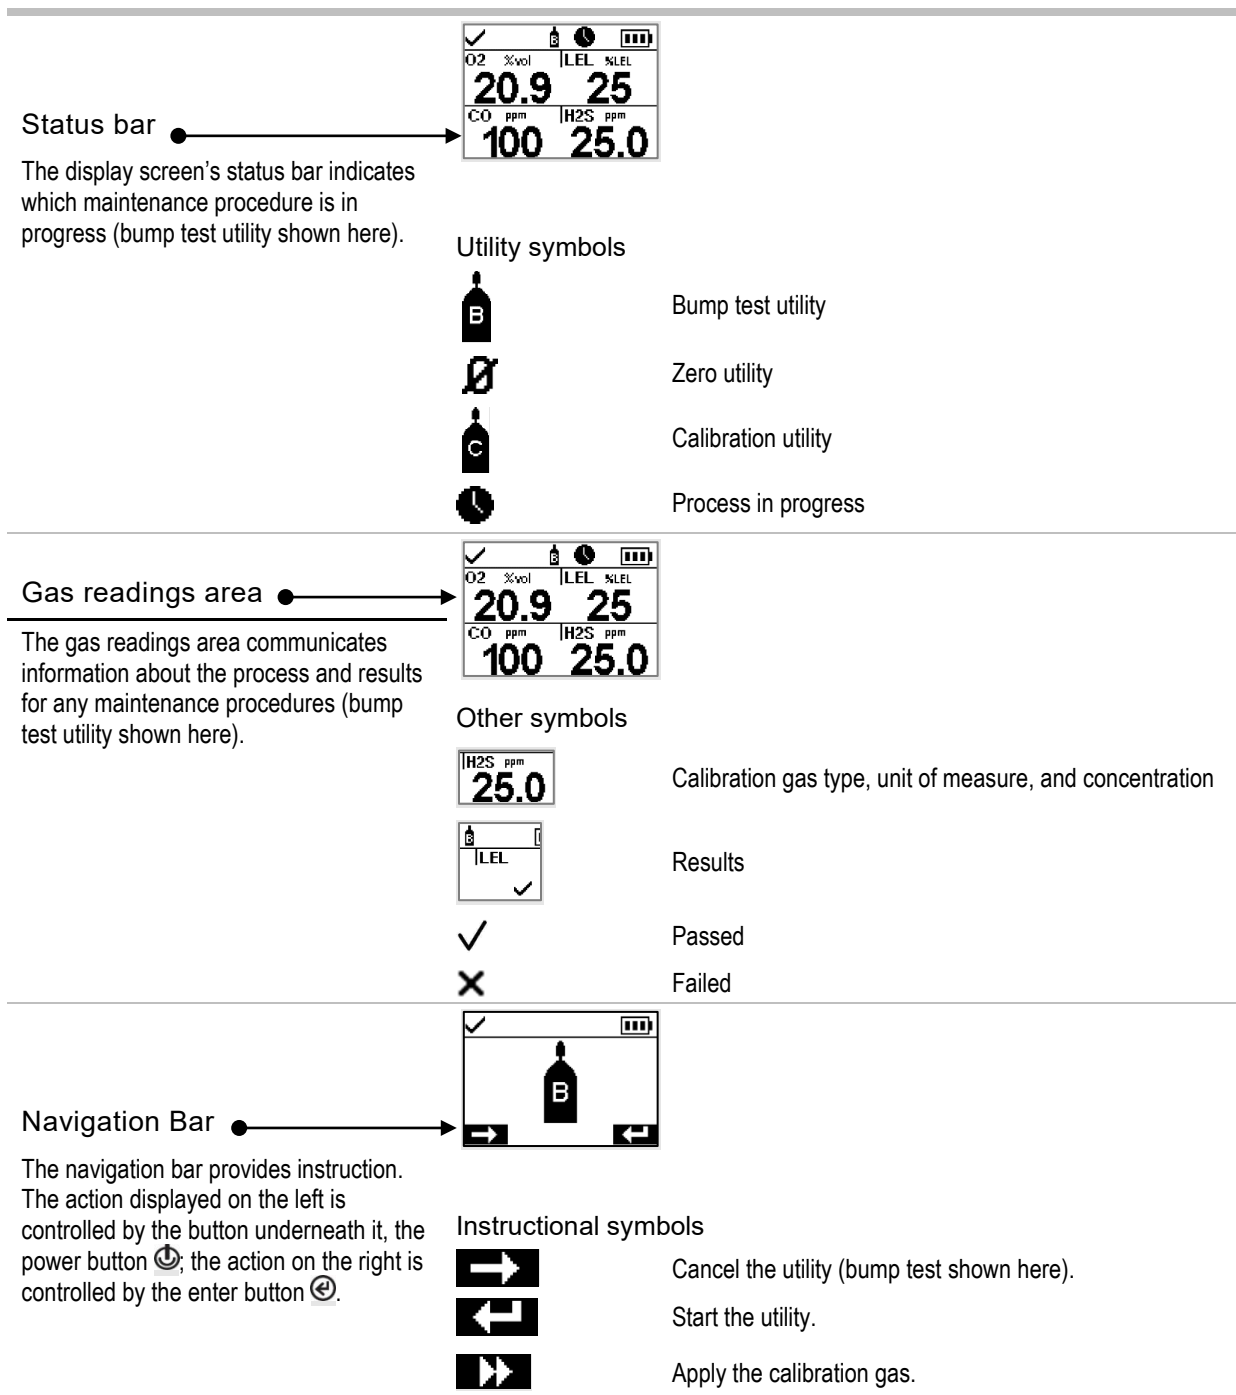 O2 %vol LEL %LEL
20.9 25
CO ppm H2S ppm
100 25.0
Status bar
The display screen's status bar indicates
which maintenance procedure is in
progress (bump test utility shown here).
Utility symbols
B Bump test utility
Zero utility
C Calibration utility
Process in progress
B
O2 %vol LEL %LEL
20.9 25
CO ppm H2S ppm
100 25.0
Gas readings area
The gas readings area communicates
information about the process and results
for any maintenance procedures (bump
test utility shown here).
Other symbols
H2S ppm
25.0
Calibration gas type, unit of measure, and concentration
B
LEL
Results
Passed
Failed
B
Navigation Bar
The navigation bar provides instruction.
The action displayed on the left is
controlled by the button underneath it, the
power button ; the action on the right is
controlled by the enter button .
Instructional symbols
Cancel the utility (bump test shown here).
Start the utility.
Apply the calibration gas.